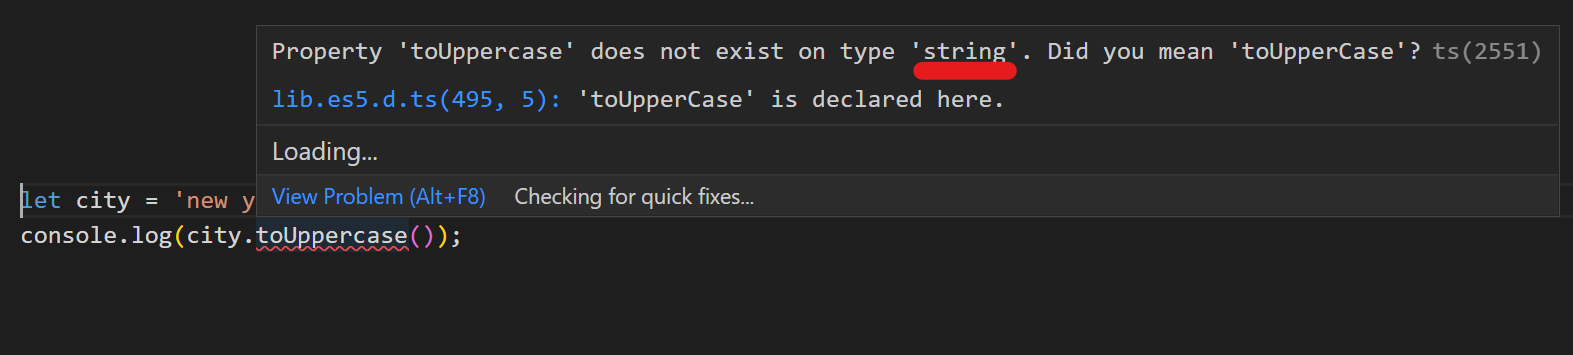 Property 'toUppercase' does not exist on type 'string'. Did you mean 'toUpperCase'? ts(2551)
lib.es5.d.ts(495, 5): 'toUpperCase' is declared here.
Loading...
View Problem (Alt+F8) Checking for quick fixes...
let city = 'new y
console.log(city.toUppercase());